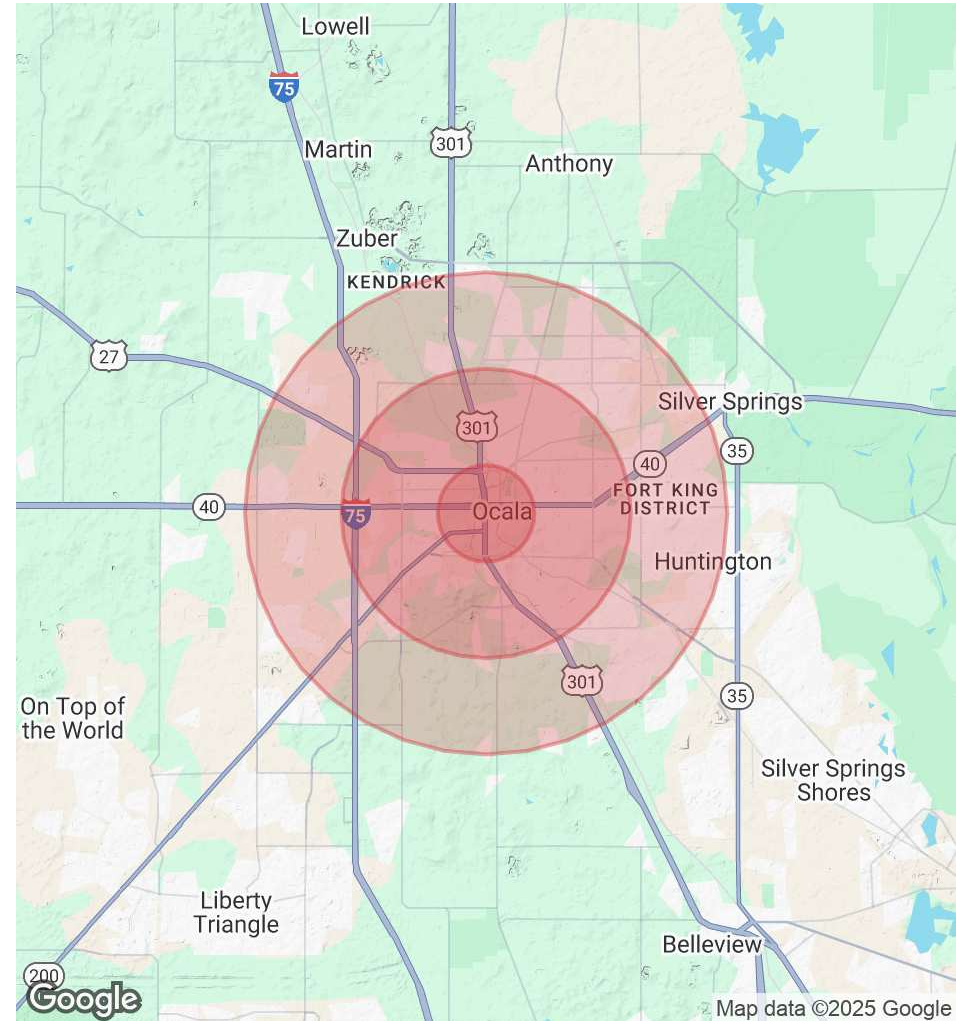 Lowell
75
301
Martin
Anthony
Zuber
KENDRICK
27
Silver Springs
301
40
35
FORT KING
DISTRICT
40
75
Ocala
Huntington
301
35
On Top of
the World
Silver Springs
Shores
Liberty
Triangle
Belleview
200
Google
Map data ©2025 Google